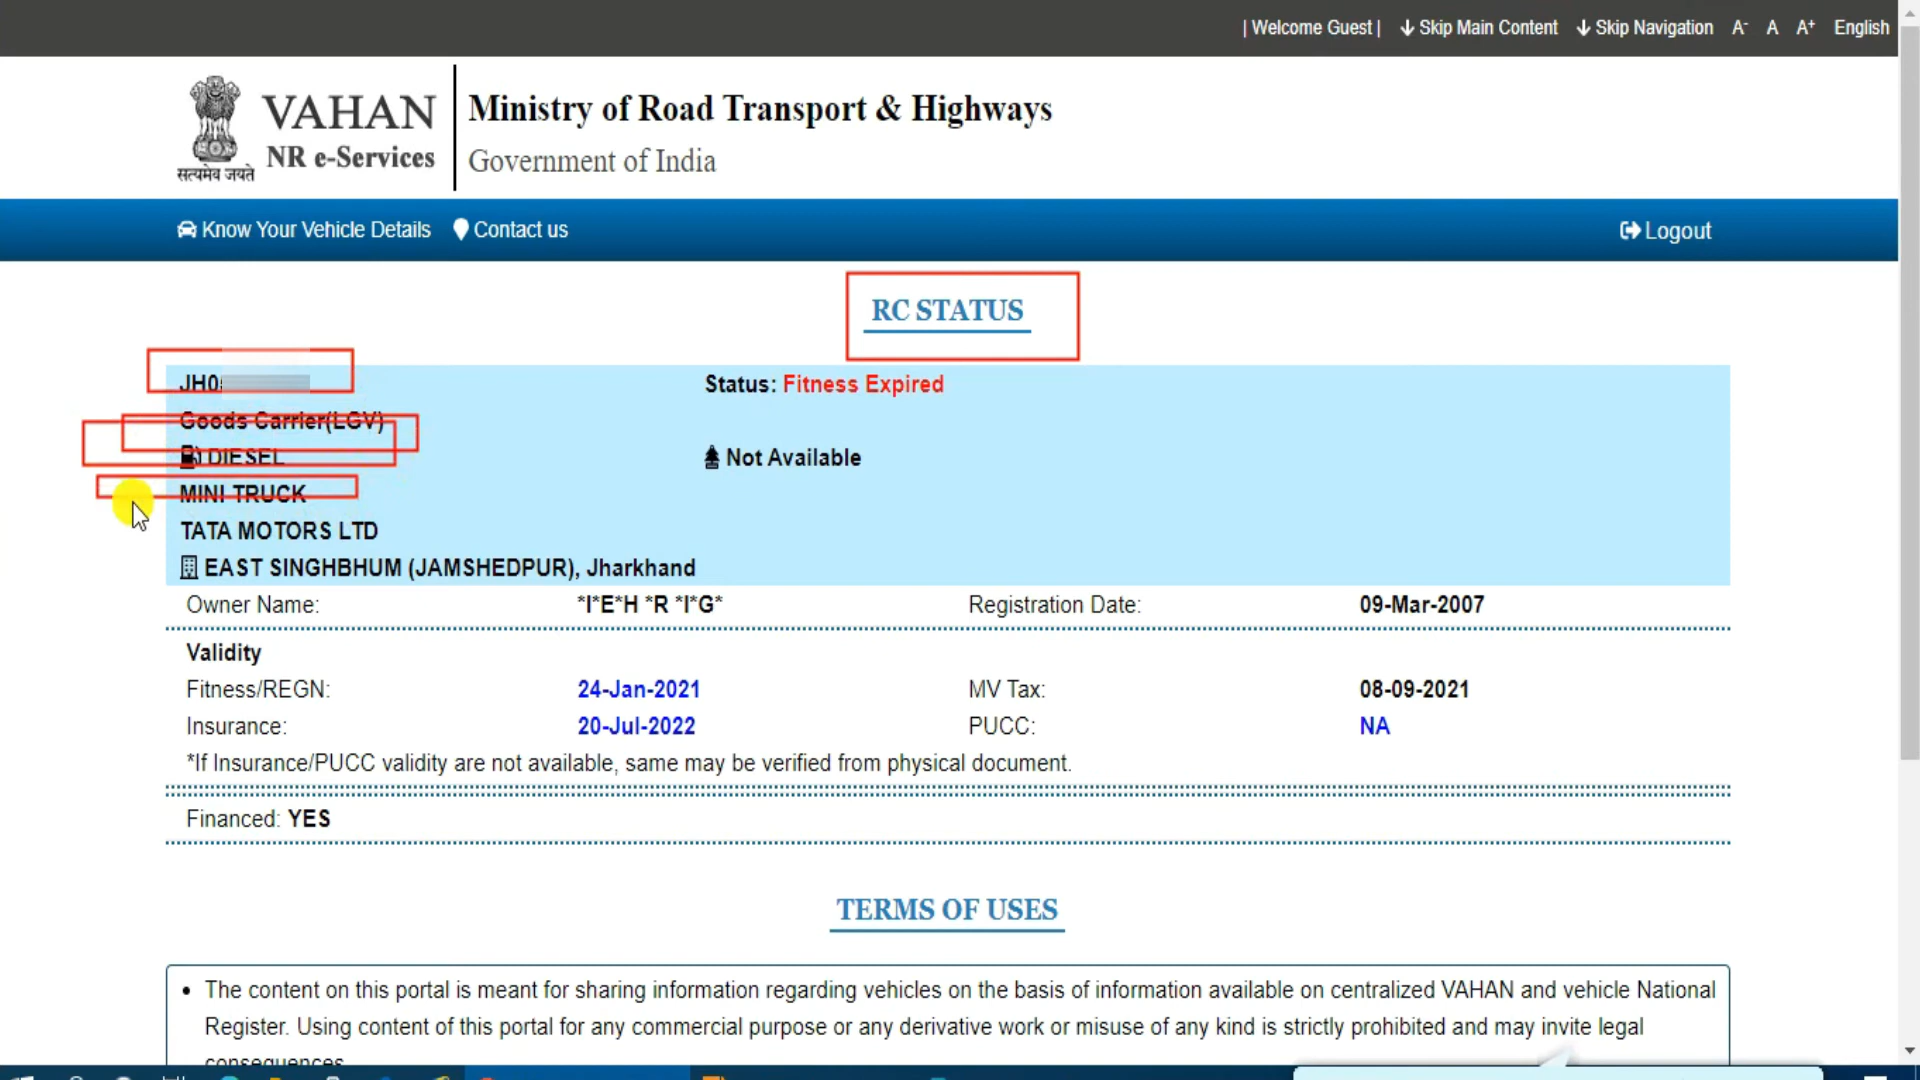 | Welcome Guest | Skip Main Content Skip Navigation A- A A+ English
VAHAN
NR e-Services
सत्यमेव जयते
Ministry of Road Transport & Highways
Government of India
Know Your Vehicle Details Contact us Logout
RC STATUS
JH0 Status: Fitness Expired
Goods Carrier(LGV)
DIESEL Not Available
MINI TRUCK
TATA MOTORS LTD
EAST SINGHBHUM (JAMSHEDPUR), Jharkhand
Owner Name: *I*E*H *R *I*G* Registration Date: 09-Mar-2007
Validity
Fitness/REGN: 24-Jan-2021 MV Tax: 08-09-2021
Insurance: 20-Jul-2022 PUCC: NA
*If Insurance/PUCC validity are not available, same may be verified from physical document.
Financed: YES
TERMS OF USES
• The content on this portal is meant for sharing information regarding vehicles on the basis of information available on centralized VAHAN and vehicle National
Register. Using content of this portal for any commercial purpose or any derivative work or misuse of any kind is strictly prohibited and may invite legal
consequences.